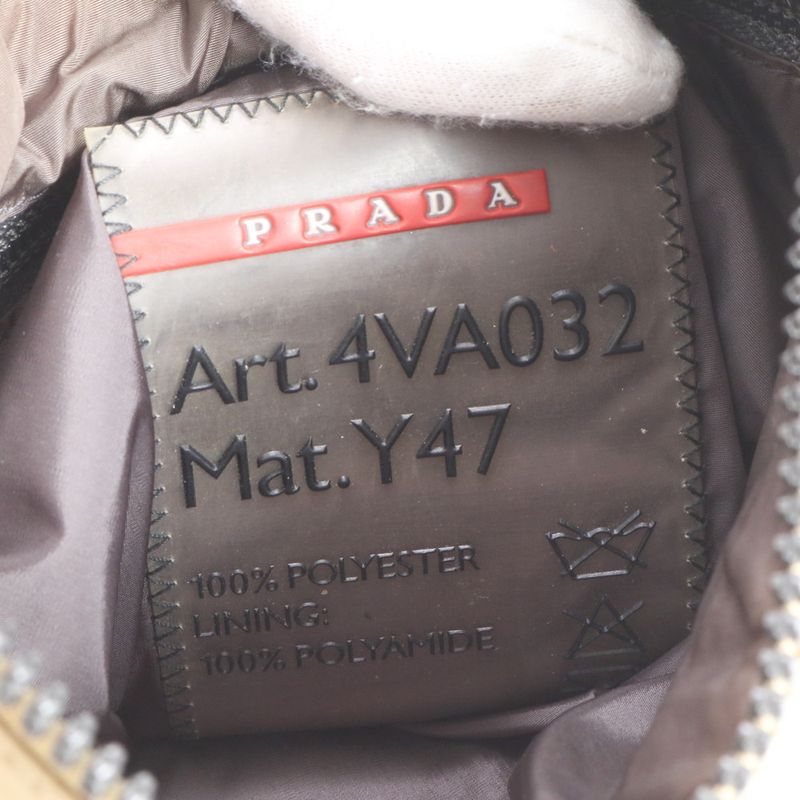 PRADA
Art. 4VA032
Mat. Y47
100% POLYESTER
LINING:
100% POLYAMIDE